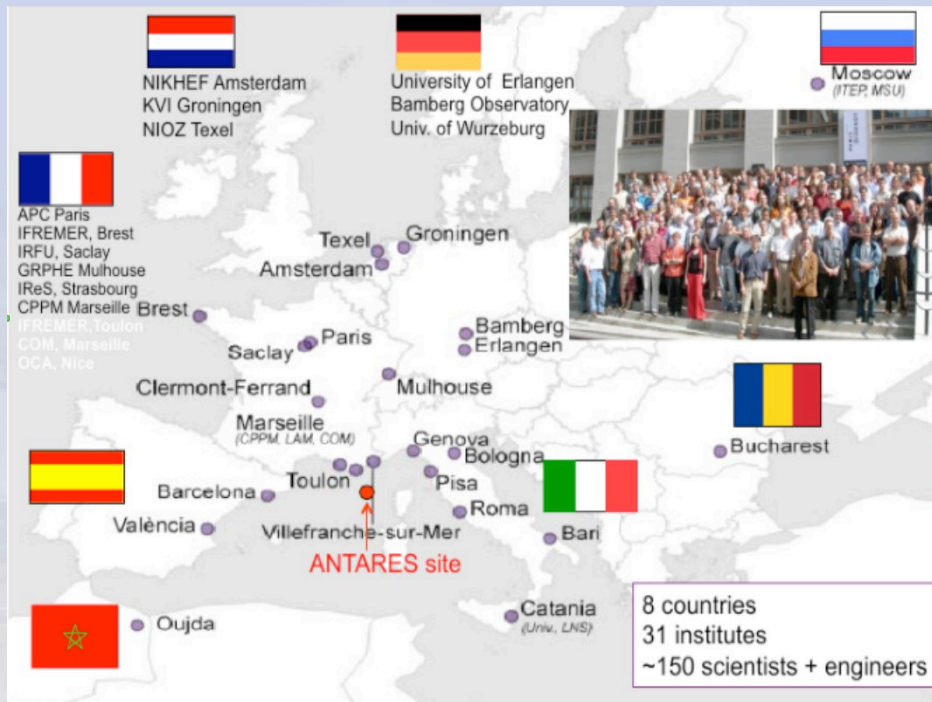 NIKHEF Amsterdam
KVI Groningen
NIOZ Texel
University of Erlangen
Bamberg Observatory
Univ. of Wurzeburg
Moscow
(ITEP, MSU)
APC Paris
IFREMER, Brest
IRFU, Saclay
GRPHE Mulhouse
IReS, Strasbourg
CPPM Marseille
IFREMER,Toulon
COM, Marseille
OCA, Nice
Texel
Groningen
Amsterdam
Brest
Paris
Saclay
Bamberg
Erlangen
Clermont-Ferrand
Mulhouse
Marseille
(CPPM, LAM, COM)
Genova
Bologna
Bucharest
Toulon
Pisa
Barcelona
Roma
València
Villefranche-sur-Mer
Bari
ANTARES site
Oujda
Catania
(Univ., LNS)
8 countries
31 institutes
~150 scientists + engineers